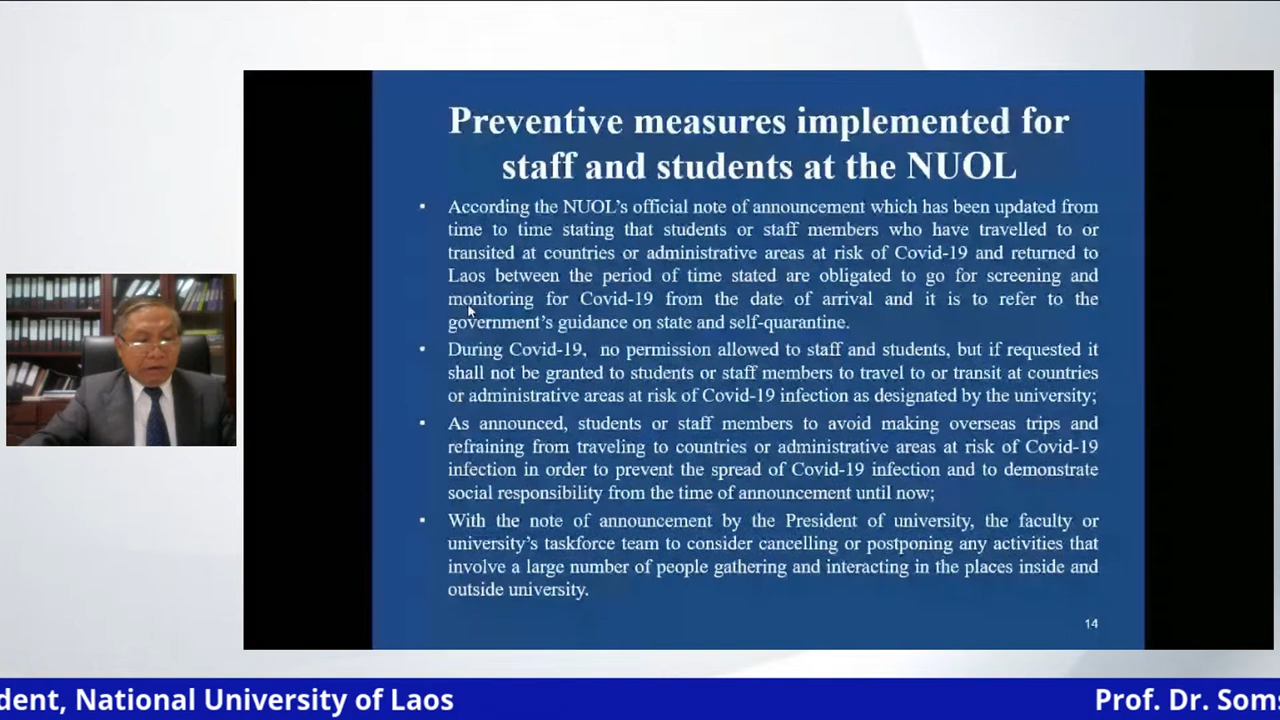 Preventive measures implemented for
staff and students at the NUOL
• According the NUOL's official note of announcement which has been updated from
time to time stating that students or staff members who have travelled to or
transited at countries or administrative areas at risk of Covid-19 and returned to
Laos between the period of time stated are obligated to go for screening and
monitoring for Covid-19 from the date of arrival and it is to refer to the
government's guidance on state and self-quarantine.
• During Covid-19, no permission allowed to staff and students, but if requested it
shall not be granted to students or staff members to travel to or transit at countries
or administrative areas at risk of Covid-19 infection as designated by the university;
• As announced, students or staff members to avoid making overseas trips and
refraining from traveling to countries or administrative areas at risk of Covid-19
infection in order to prevent the spread of Covid-19 infection and to demonstrate
social responsibility from the time of announcement until now;
• With the note of announcement by the President of university, the faculty or
university's taskforce team to consider cancelling or postponing any activities that
involve a large number of people gathering and interacting in the places inside and
outside university.
14
dent, National University of Laos
Prof. Dr. Soms